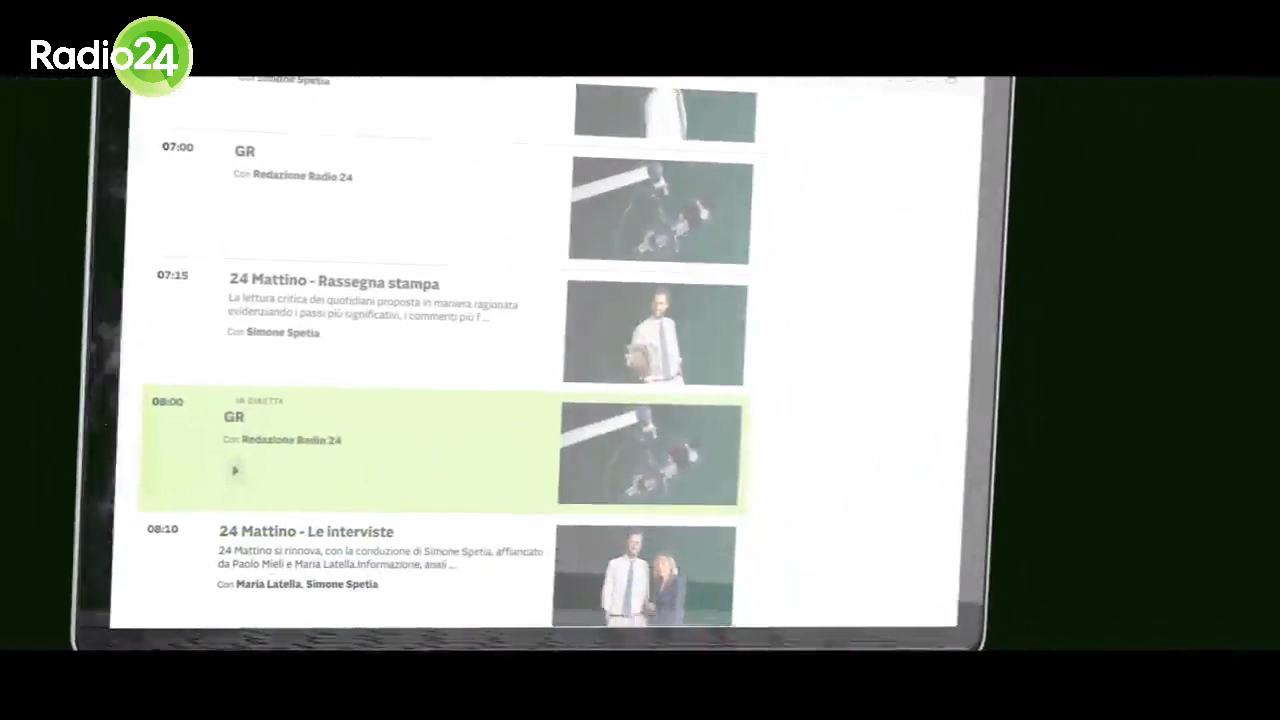 Radio24
Con Simone Spetia
07:00
GR
Con Redazione Radio 24
07:15
24 Mattino - Rassegna stampa
La lettura critica dei quotidiani proposta in maniera ragionata
evidenziando i passi più significativi, i commenti più f ...
Con Simone Spetia
08:00
IN DIRETTA
GR
Con Redazione Radio 24
08:10
24 Mattino - Le interviste
24 Mattino si rinnova, con la conduzione di Simone Spetia, affiancato
da Paolo Mieli e Maria Latella.Informazione, anali ...
Con Maria Latella, Simone Spetia